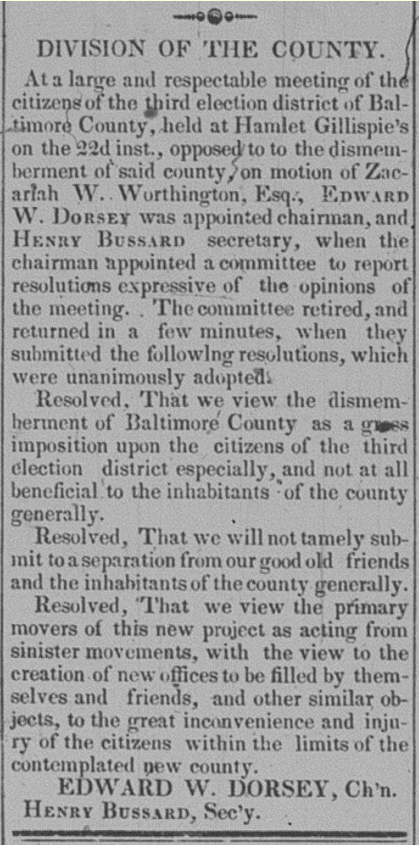 DIVISION OF THE COUNTY.
At a large and respectable meeting of the
citizens of the third election district of Bal-
timore County, held at Hamlet Gillispie's
on the 22d inst., opposed to to the dismem-
berment of said county, on motion of Zac-
ariah W. Worthington, Esq., EDWARD
W. DORSEY was appointed chairman, and
HENRY BUSSARD secretary, when the
chairman appointed a committee to report
resolutions expressive of the opinions of
the meeting. The committee retired, and
returned in a few minutes, when they
submitted the following resolutions, which
were unanimously adopted.
Resolved, That we view the dismem-
berment of Baltimore County as a gross
imposition upon the citizens of the third
election district especially, and not at all
beneficial to the inhabitants of the county
generally.
Resolved, That we will not tamely sub-
mit to a separation from our good old friends
and the inhabitants of the county generally.
Resolved, That we view the primary
movers of this new project as acting from
sinister movements, with the view to the
creation of new offices to be filled by them-
selves and friends, and other similar ob-
jects, to the great inconvenience and inju-
ry of the citizens within the limits of the
contemplated new county.
EDWARD W. DORSEY, Ch'n.
HENRY BUSSARD, Sec'y.